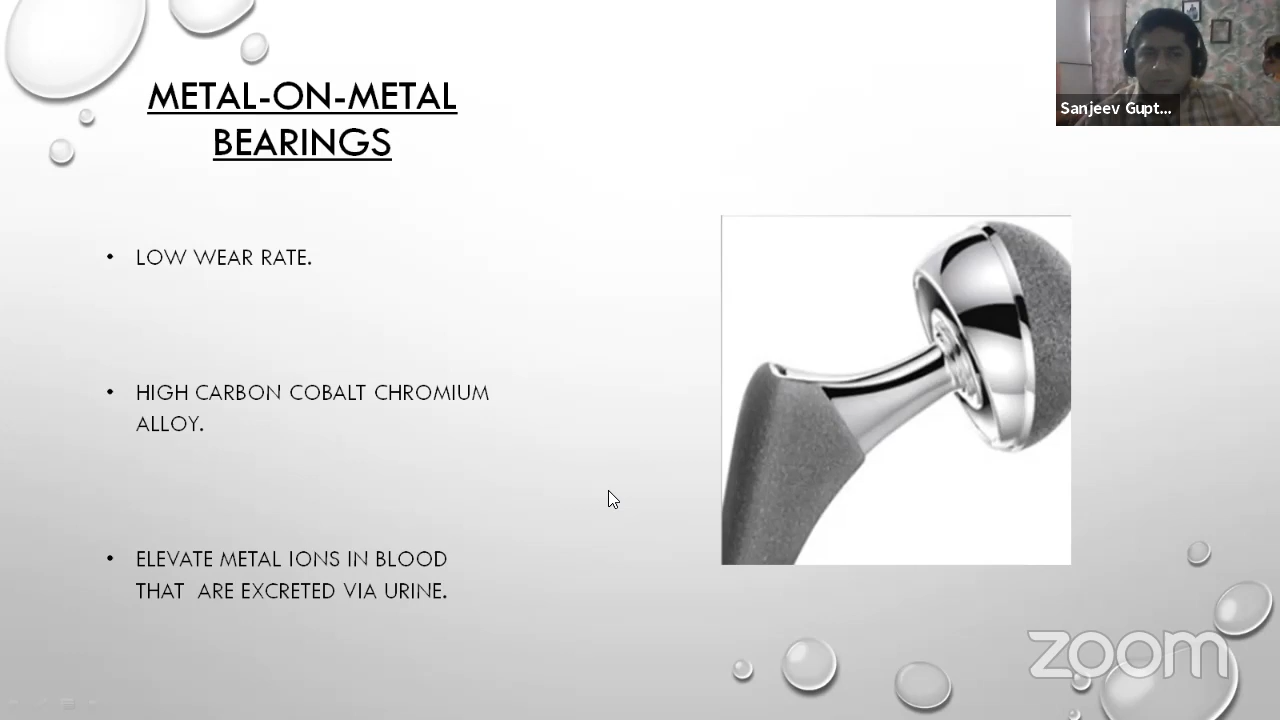 METAL-ON-METAL
BEARINGS
Sanjeev Gupt...
• LOW WEAR RATE.
• HIGH CARBON COBALT CHROMIUM
ALLOY.
• ELEVATE METAL IONS IN BLOOD
THAT ARE EXCRETED VIA URINE.
zoom